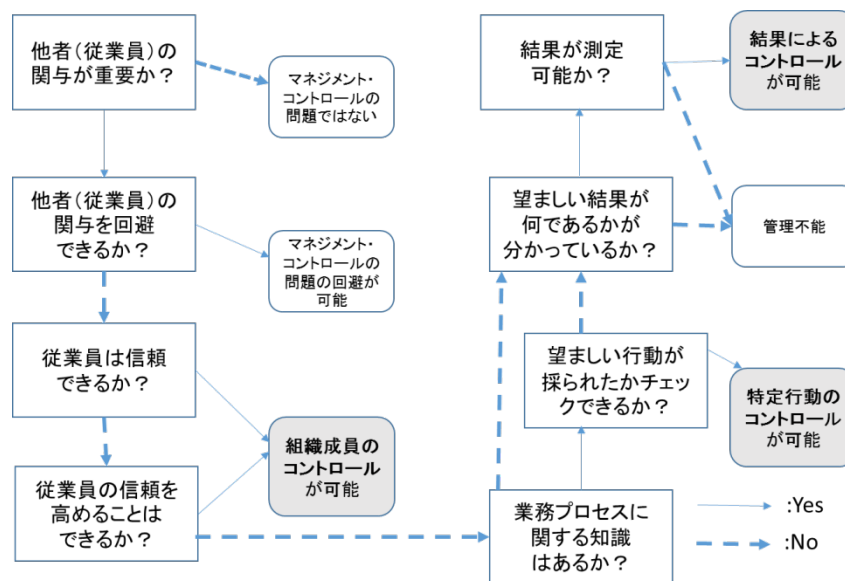 他者(従業員)の
関与が重要か？
マネジメント・
コントロールの
問題ではない
他者(従業員)の
関与を回避
できるか？
マネジメント・
コントロールの
問題の回避が
可能
従業員は信頼
できるか？
組織成員の
コントロール
が可能
従業員の信頼を
高めることは
できるか？
結果が測定
可能か？
結果による
コントロール
が可能
望ましい結果が
何であるかが
分かっているか？
管理不能
望ましい行動が
採られたかチェッ
クできるか？
特定行動の
コントロール
が可能
業務プロセスに
関する知識
はあるか？
:Yes
:No